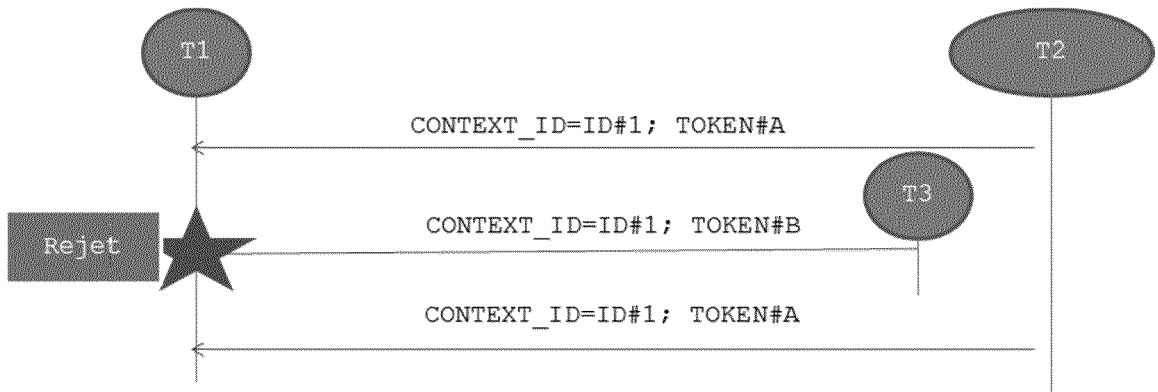 T1
T2
CONTEXT_ID=ID#1; TOKEN#A
T3
Rejet
CONTEXT_ID=ID#1; TOKEN#B
CONTEXT_ID=ID#1; TOKEN#A